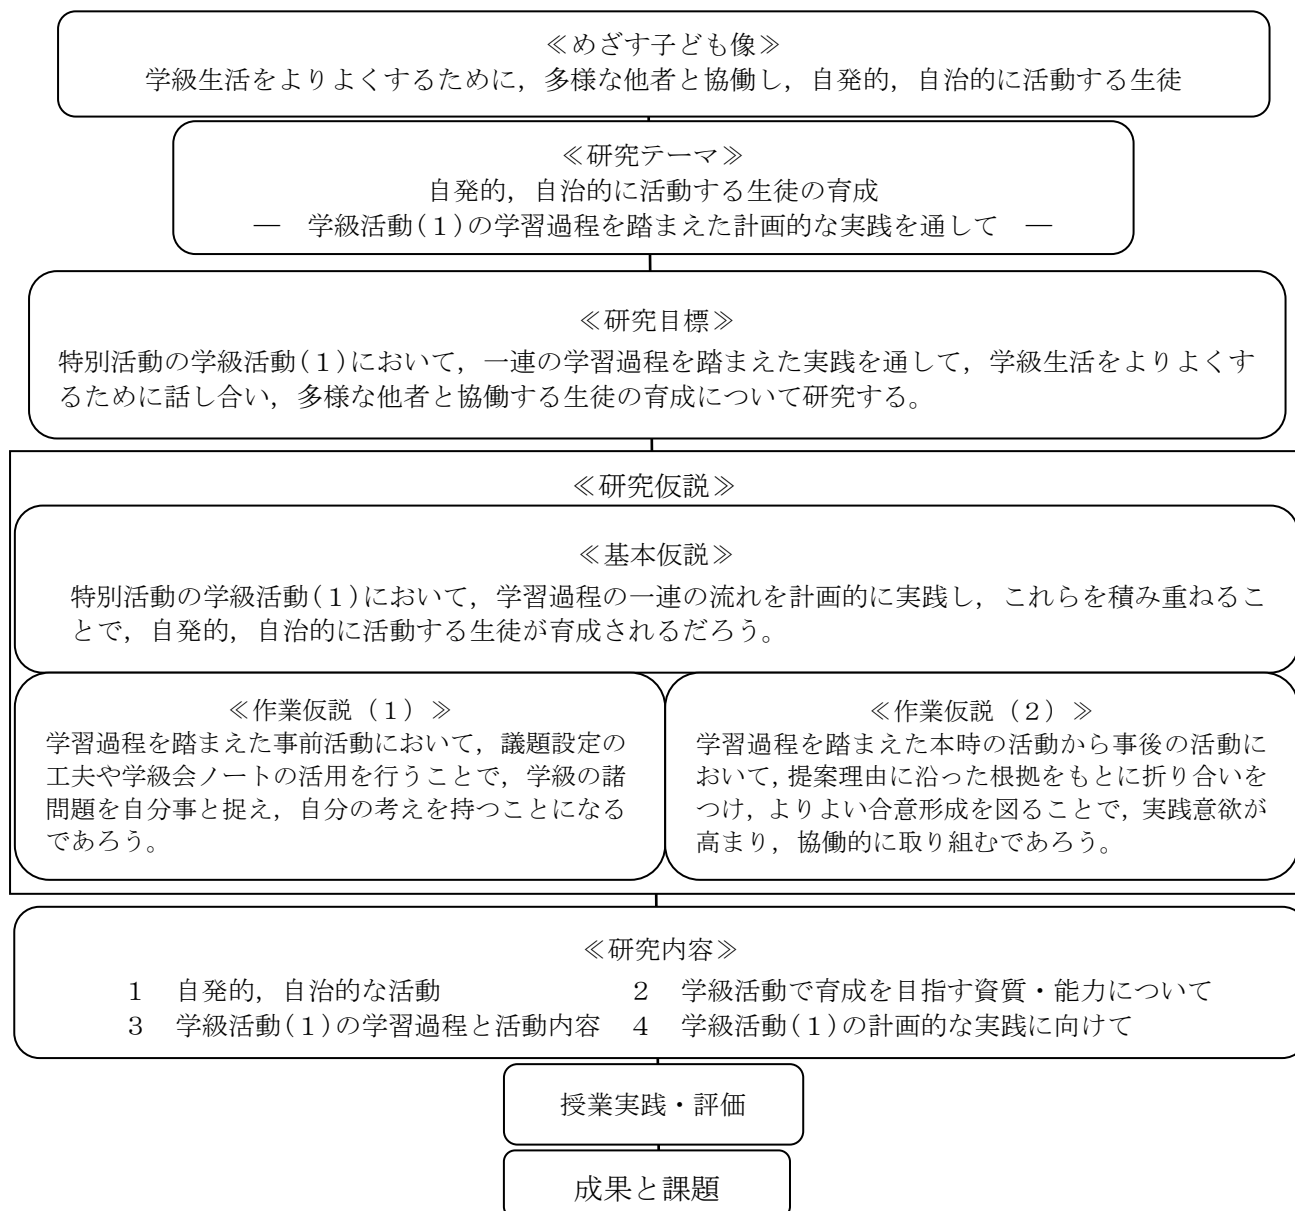 ≪めざす子ども像≫
学級生活をよりよくするために，多様な他者と協働し，自発的，自治的に活動する生徒
≪研究テーマ≫
自発的，自治的に活動する生徒の育成
―　学級活動(１)の学習過程を踏まえた計画的な実践を通して　―
≪研究目標≫
特別活動の学級活動(１)において，一連の学習過程を踏まえた実践を通して，学級生活をよりよくす
るために話し合い，多様な他者と協働する生徒の育成について研究する。
≪研究仮説≫
≪基本仮説≫
特別活動の学級活動(１)において，学習過程の一連の流れを計画的に実践し，これらを積み重ねるこ
とで，自発的，自治的に活動する生徒が育成されるだろう。
≪作業仮説（１）≫
学習過程を踏まえた事前活動において，議題設定の
工夫や学級会ノートの活用を行うことで，学級の諸
問題を自分事と捉え，自分の考えを持つことになる
であろう。
≪作業仮説（２）≫
学習過程を踏まえた本時の活動から事後の活動に
おいて，提案理由に沿った根拠をもとに折り合いを
つけ，よりよい合意形成を図ることで，実践意欲が
高まり，協働的に取り組むであろう。
≪研究内容≫
１　自発的，自治的な活動　２　学級活動で育成を目指す資質・能力について
３　学級活動(１)の学習過程と活動内容　４　学級活動(１)の計画的な実践に向けて
授業実践・評価
成果と課題